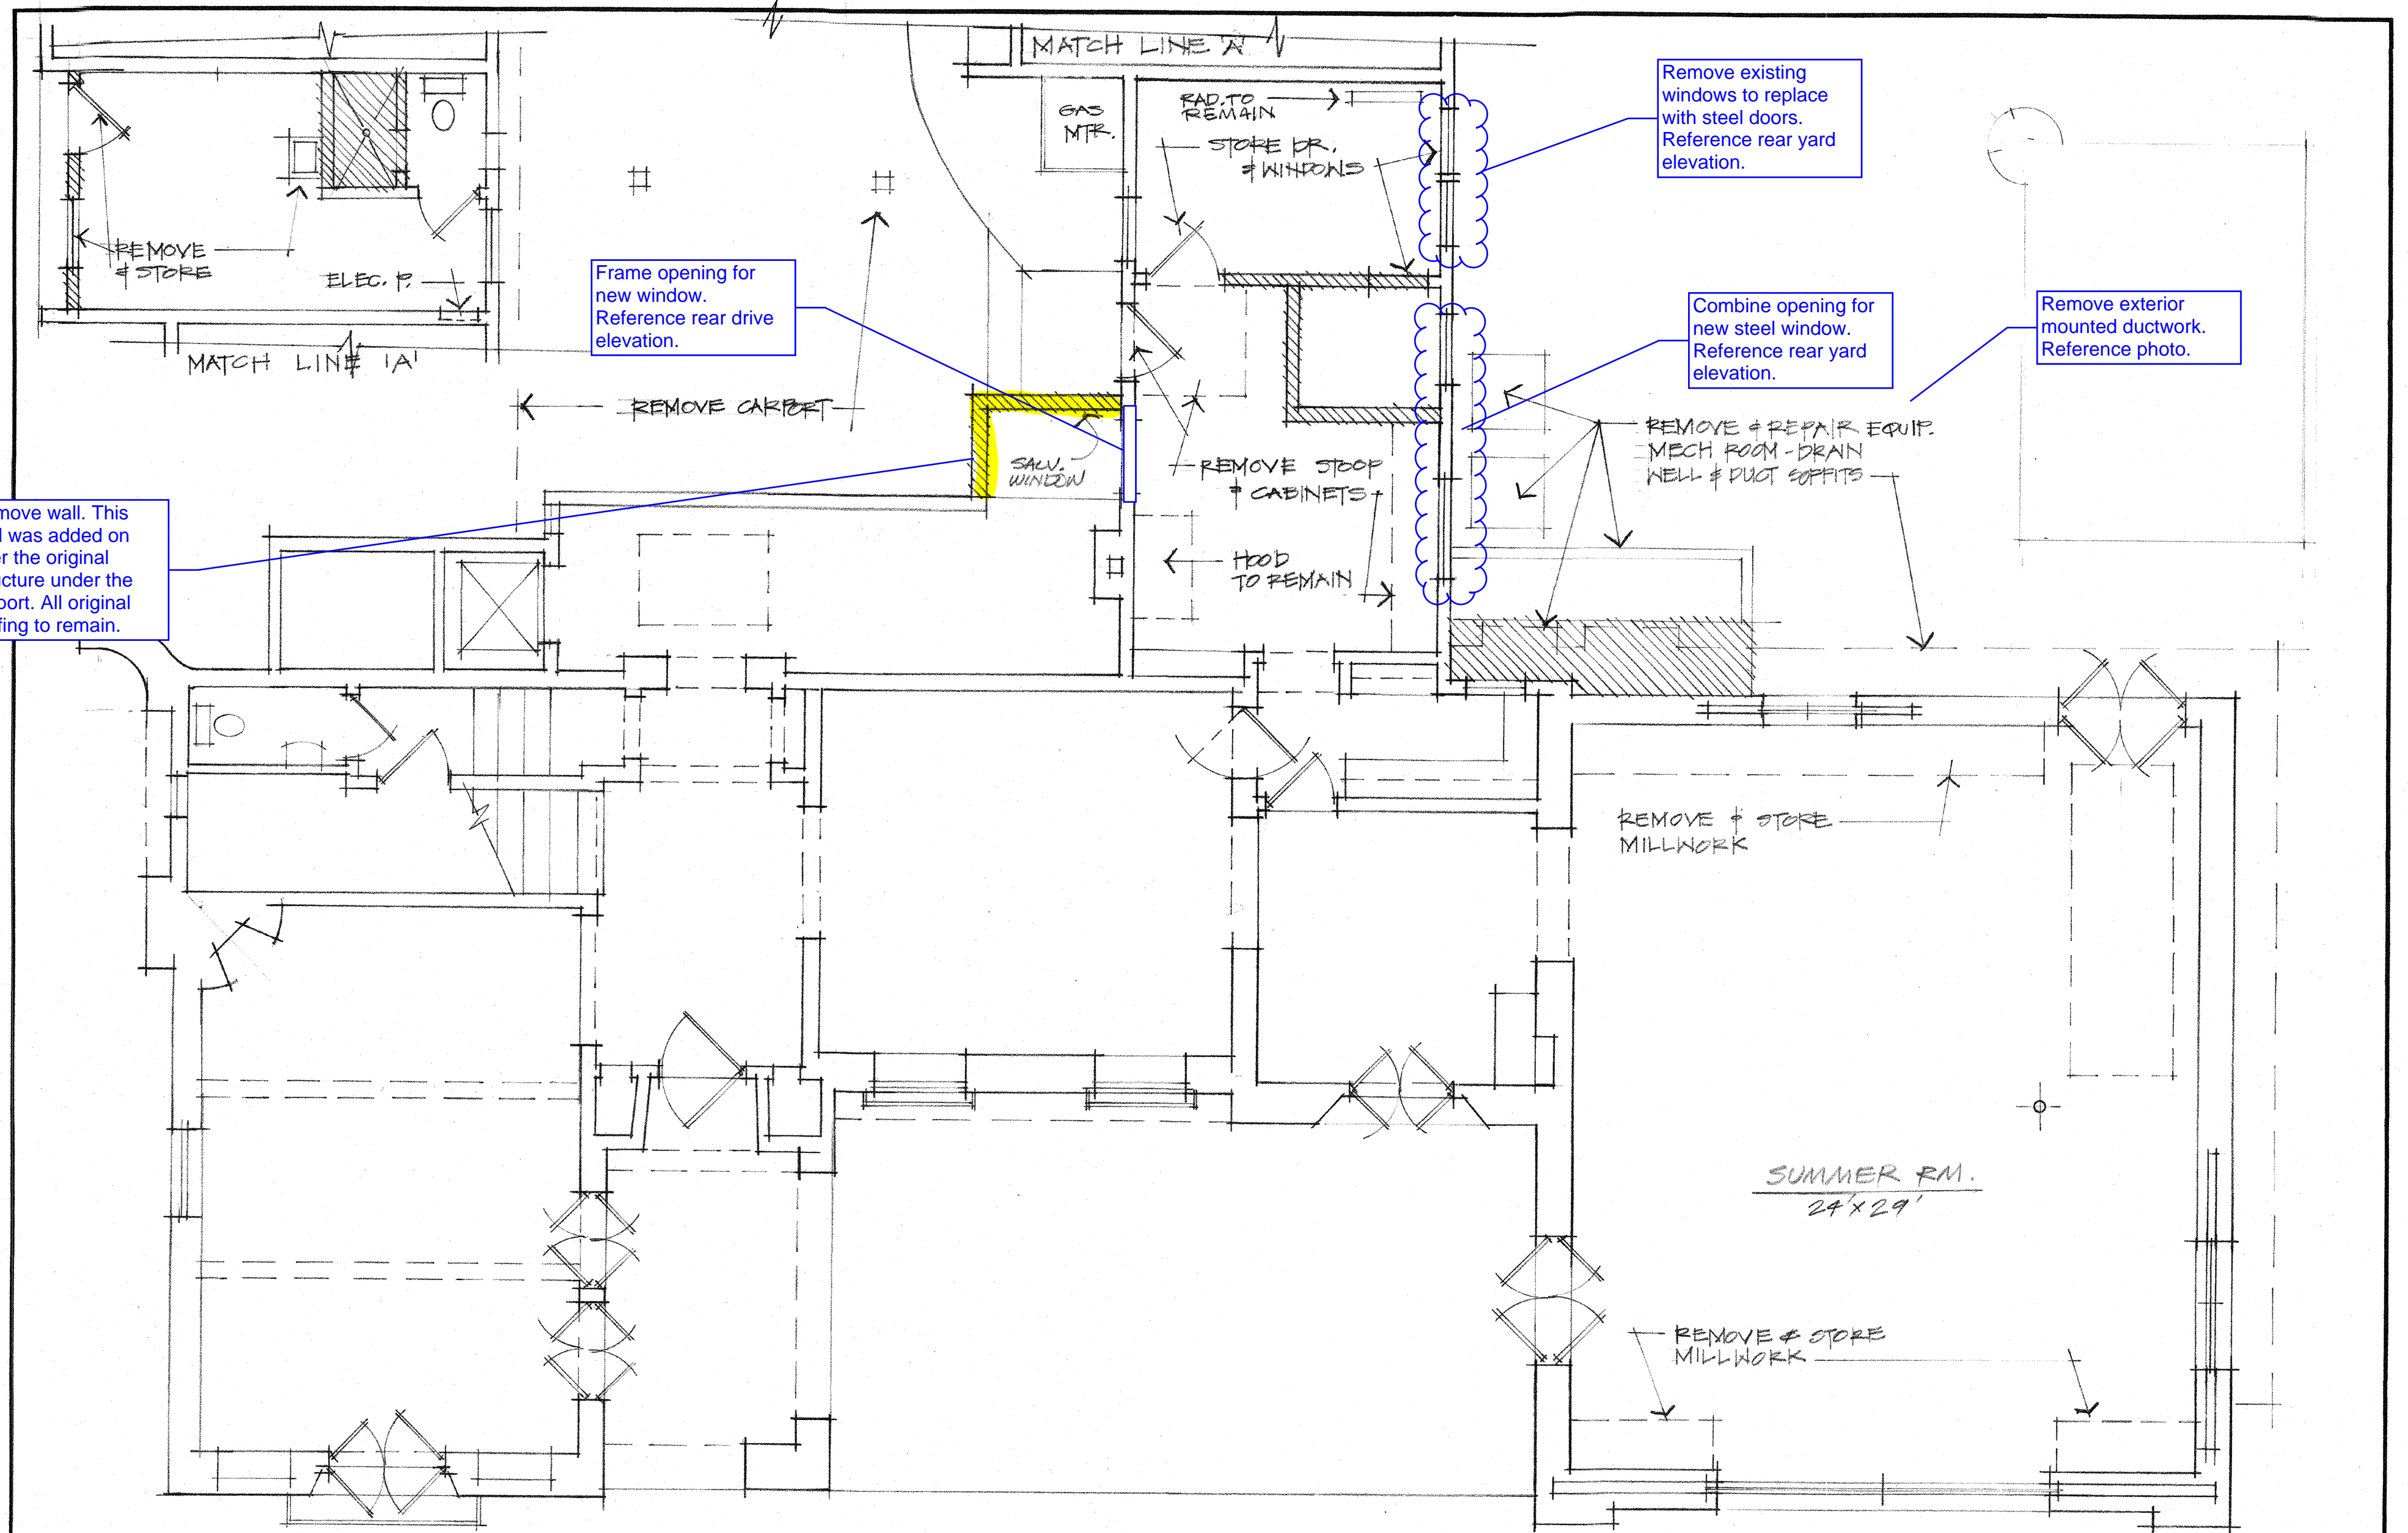 MATCH LINE 'A'
GAS
MTR.
RAD. TO
REMAIN
STORE DR.
& WINDOWS
Remove existing
windows to replace
with steel doors.
Reference rear yard
elevation.
REMOVE
& STORE
ELEC. P.
MATCH LINE 'A'
Frame opening for
new window.
Reference rear drive
elevation.
Combine opening for
new steel window.
Reference rear yard
elevation.
Remove exterior
mounted ductwork.
Reference photo.
REMOVE CARPORT
SALV.
WINDOW
REMOVE STOOP
& CABINETS
REMOVE & REPAIR EQUIP.
MECH ROOM - DRAIN
WELL & DUCT SOFFITS
move wall. This
was added on
the original
under the
port. All original
to remain.
HOOD
TO REMAIN
REMOVE & STORE
MILLWORK
SUMMER RM.
24'X29'
REMOVE & STORE
MILLWORK